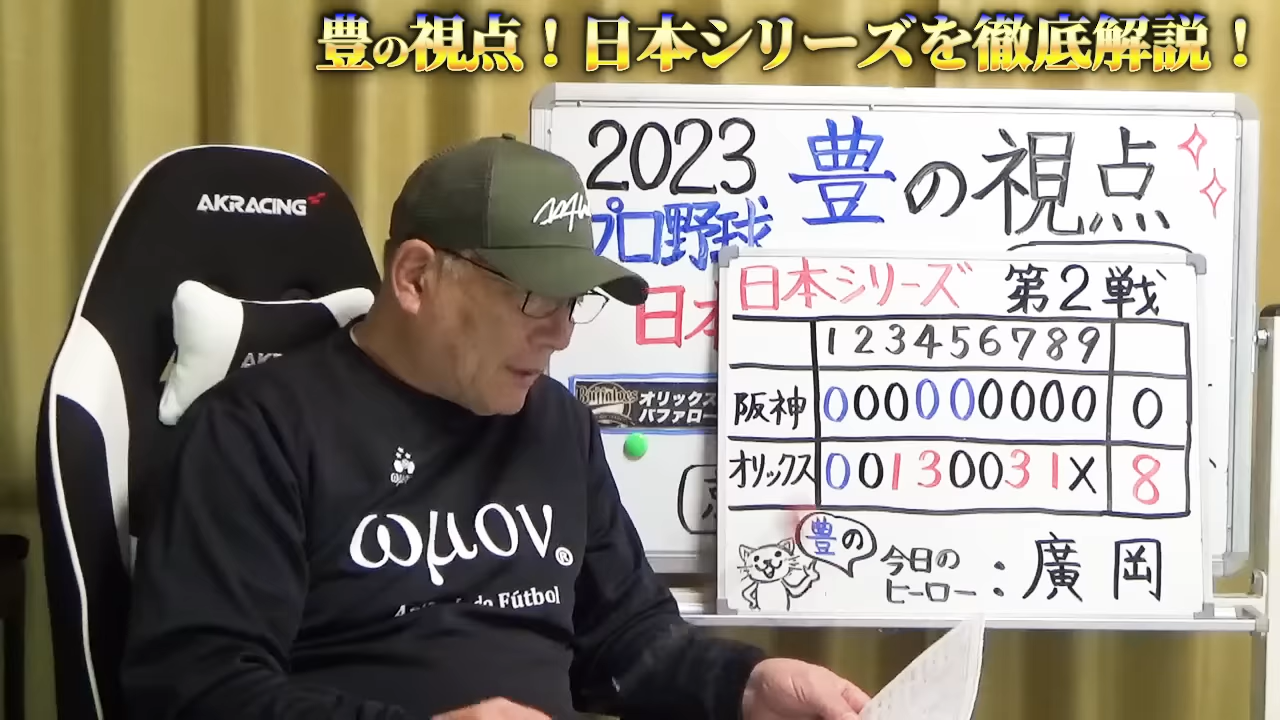 豊の視点！日本シリーズを徹底解説！
2023 豊の視点
プロ野球
日本
Buffaloes オリックス
バファロー
AKRACING
日本シリーズ 第2戦
1 2 3 4 5 6 7 8 9
阪神 0 0 0 0 0 0 0 0 0 0
オリックス 0 0 1 3 0 0 3 1 X 8
豊の 今日の
ヒーロー： 廣岡
ωμον®
de Fútbol